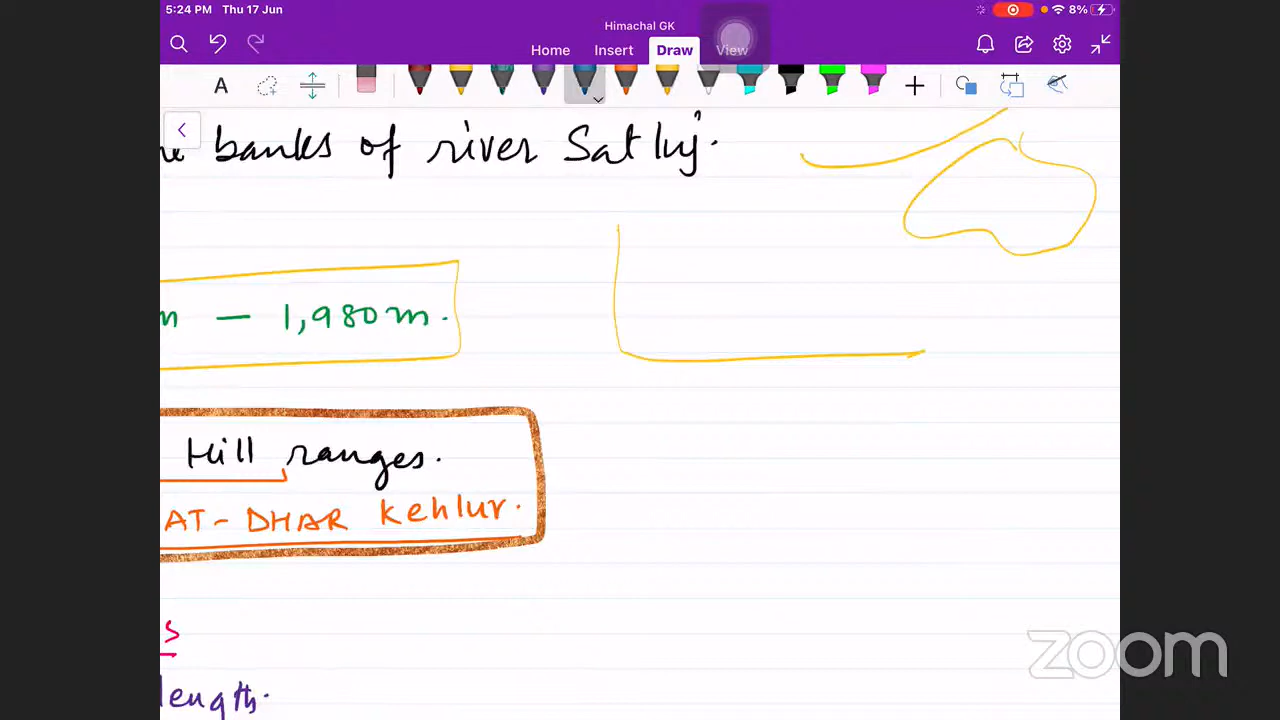 5:24 PM Thu 17 Jun
8%
Himachal GK
Home Insert Draw View
A
banks of river Satluj.
m — 1,980m.
Hill ranges.
AT-DHAR Kehlur.
s
length.
zoom